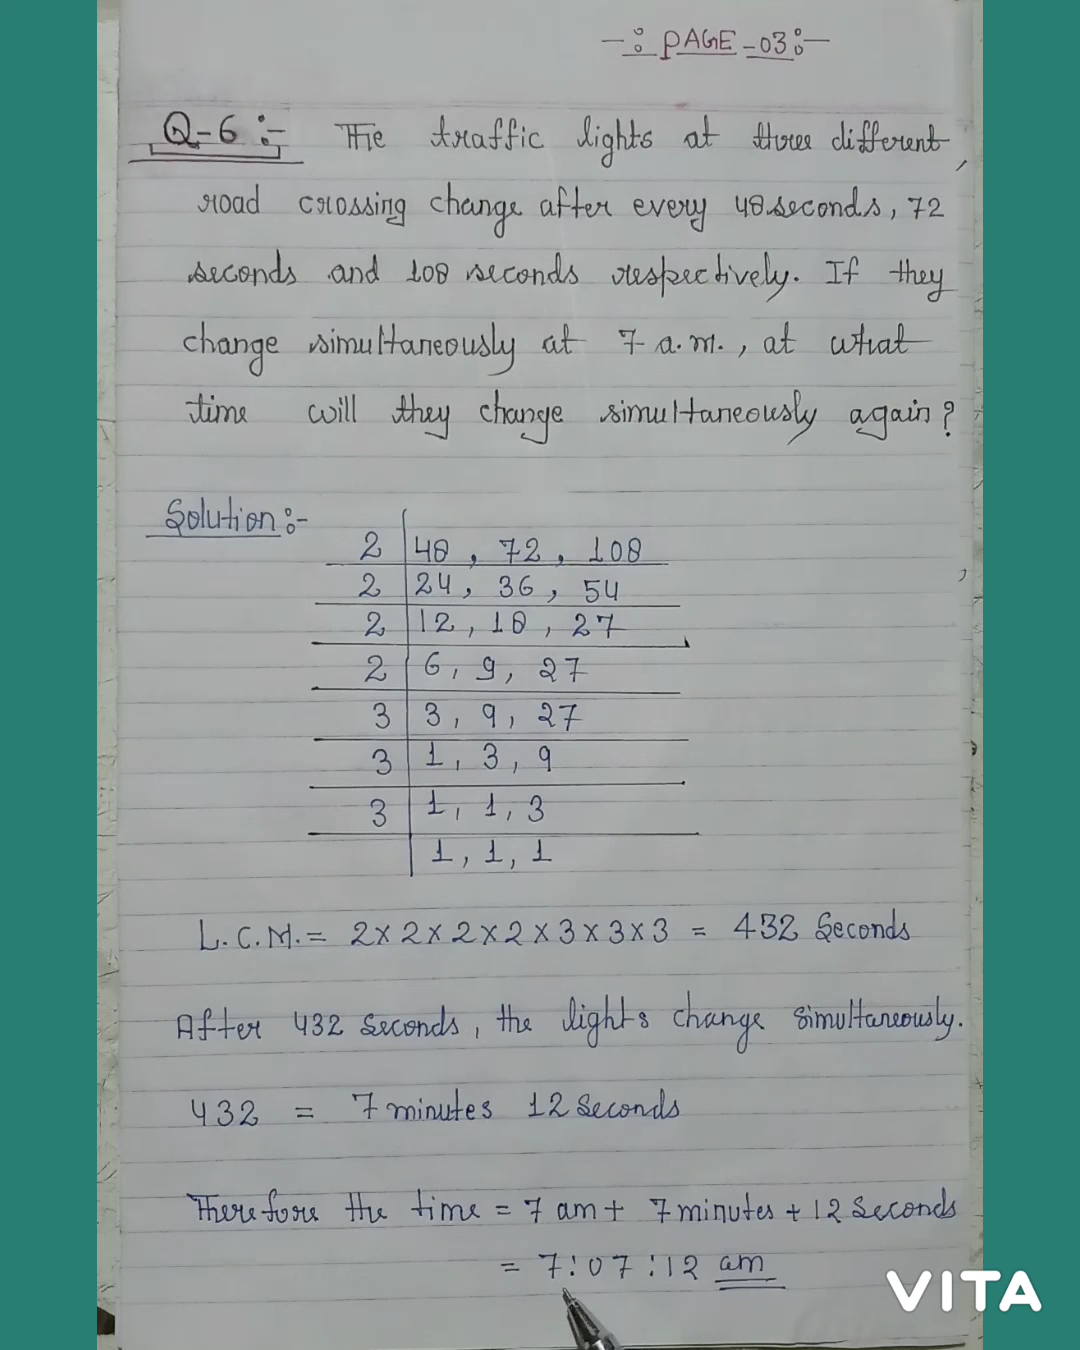 -: PAGE-03:-
Q-6:- The traffic lights at three different
road crossing change after every 48 seconds, 72
seconds and 108 seconds respectively. If they
change simultaneously at 7 a.m., at what
time will they change simultaneously again?
Solution:-
2 | 48, 72, 108
2 | 24, 36, 54
2 | 12, 18, 27
2 | 6, 9, 27
3 | 3, 9, 27
3 | 1, 3, 9
3 | 1, 1, 3
| 1, 1, 1
L.C.M. = 2×2×2×2×3×3×3 = 432 Seconds
After 432 Seconds, the lights change simultaneously.
432 = 7 minutes 12 Seconds
Therefore the time = 7 am + 7 minutes + 12 Seconds
= 7:07:12 am
VITA